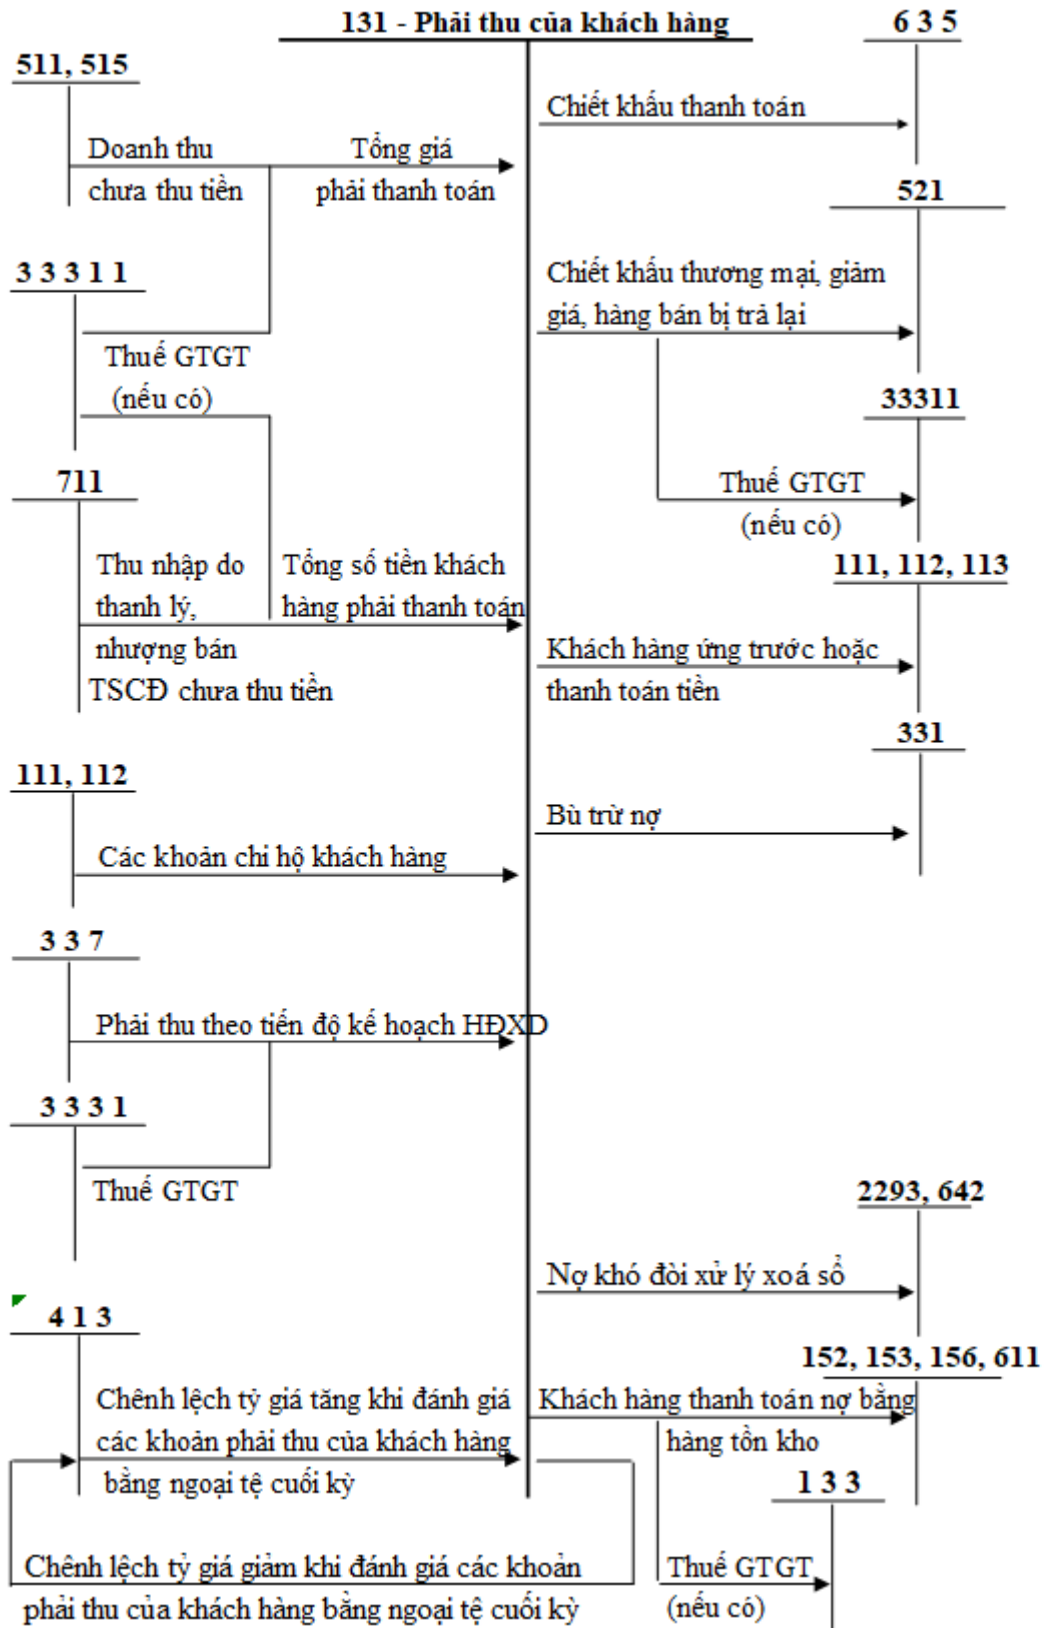 131 - Phải thu của khách hàng
6 3 5
511, 515
Chiết khấu thanh toán
Doanh thu
chưa thu tiền
Tổng giá
phải thanh toán
521
3 3 3 1 1
Chiết khấu thương mại, giảm
giá, hàng bán bị trả lại
Thuế GTGT
(nếu có)
33311
711
Thuế GTGT
(nếu có)
Thu nhập do
thanh lý,
nhượng bán
TSCĐ chưa thu tiền
Tổng số tiền khách
hàng phải thanh toán
111, 112, 113
Khách hàng ứng trước hoặc
thanh toán tiền
331
111, 112
Bù trừ nợ
Các khoản chi hộ khách hàng
3 3 7
Phải thu theo tiến độ kế hoạch HĐXD
3 3 3 1
Thuế GTGT
2293, 642
Nợ khó đòi xử lý xoá sổ
4 1 3
152, 153, 156, 611
Chênh lệch tỷ giá tăng khi đánh giá
các khoản phải thu của khách hàng
bằng ngoại tệ cuối kỳ
Khách hàng thanh toán nợ bằng
hàng tồn kho
1 3 3
Chênh lệch tỷ giá giảm khi đánh giá các khoản
phải thu của khách hàng bằng ngoại tệ cuối kỳ
Thuế GTGT
(nếu có)